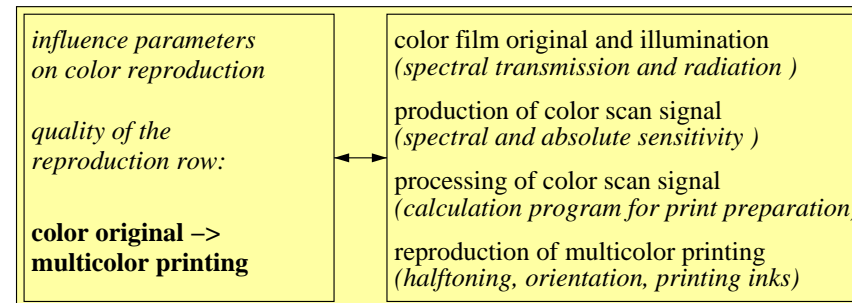 influence parameters
on color reproduction
quality of the
reproduction row:
color original –>
multicolor printing
color film original and illumination
(spectral transmission and radiation )
production of color scan signal
(spectral and absolute sensitivity )
processing of color scan signal
(calculation program for print preparation)
reproduction of multicolor printing
(halftoning, orientation, printing inks)